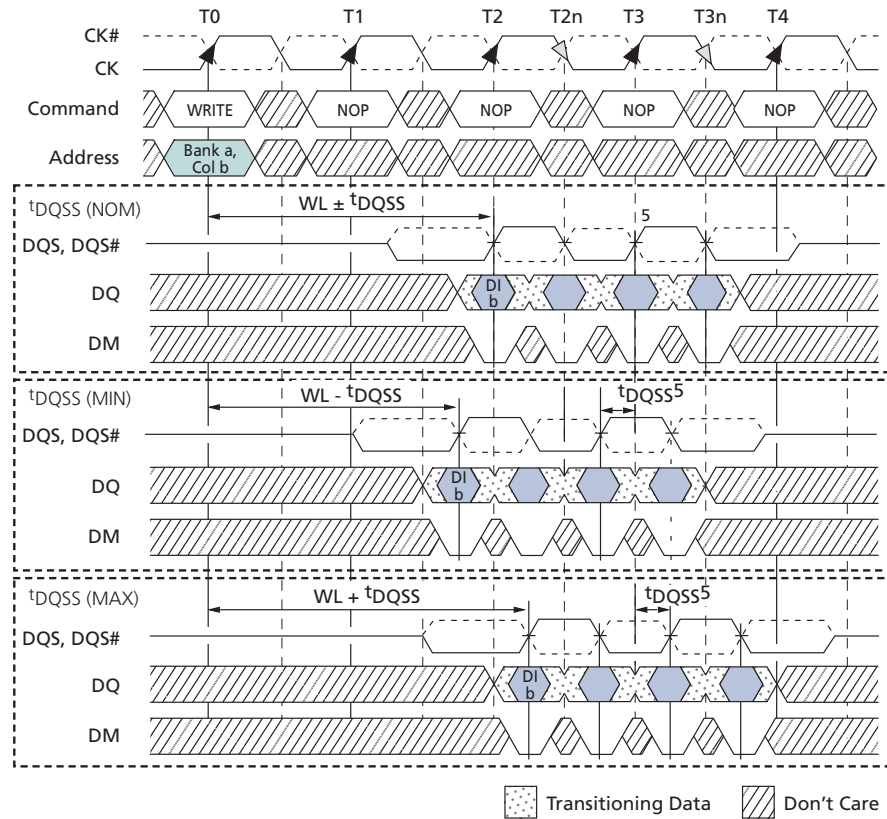 T0 T1 T2 T2n T3 T3n T4
CK#
CK
Command WRITE NOP NOP NOP NOP
Address Bank a, Col b
tDQSS (NOM) WL ± tDQSS 5
DQS, DQS#
DQ DI b
DM
tDQSS (MIN) WL - tDQSS tDQSS5
DQS, DQS#
DQ DI b
DM
tDQSS (MAX) WL + tDQSS tDQSS5
DQS, DQS#
DQ DI b
DM
Transitioning Data Don't Care